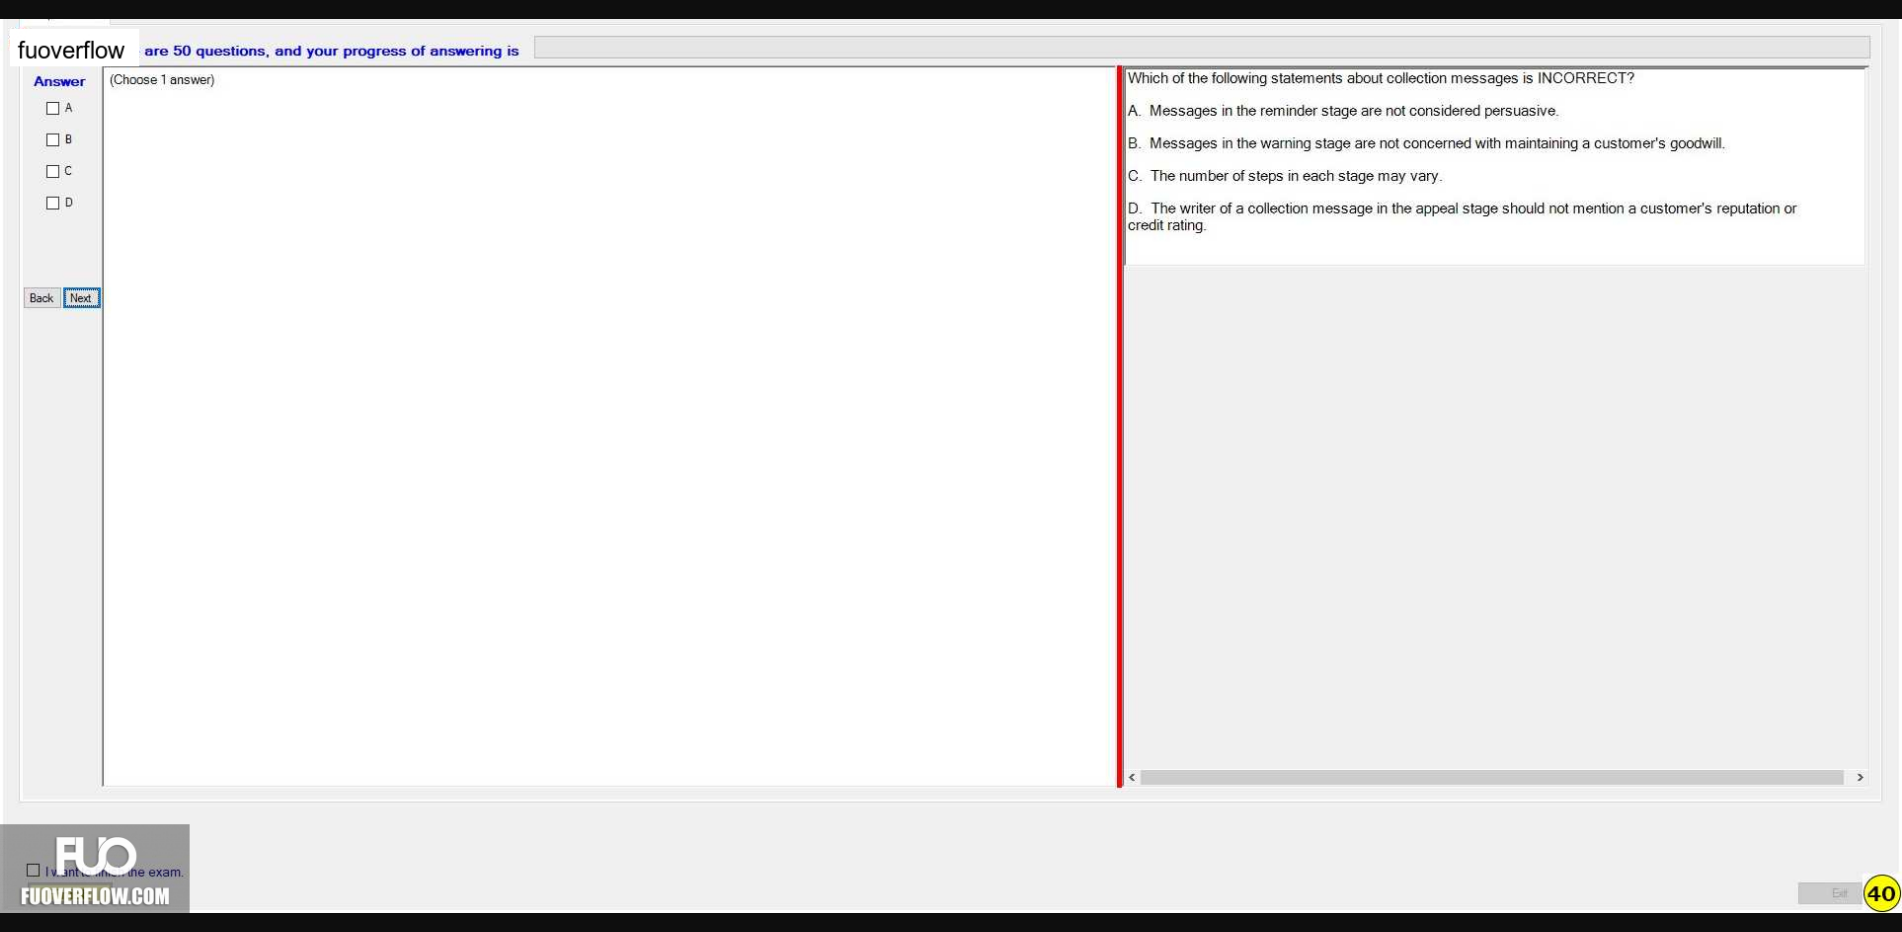 fuoverflow are 50 questions, and your progress of answering is
Answer
A
B
C
D
Back Next
(Choose 1 answer)
Which of the following statements about collection messages is INCORRECT?
A. Messages in the reminder stage are not considered persuasive.
B. Messages in the warning stage are not concerned with maintaining a customer's goodwill.
C. The number of steps in each stage may vary.
D. The writer of a collection message in the appeal stage should not mention a customer's reputation or
credit rating.
FUO
I want to finish the exam.
FUOVERFLOW.COM
Exit
40